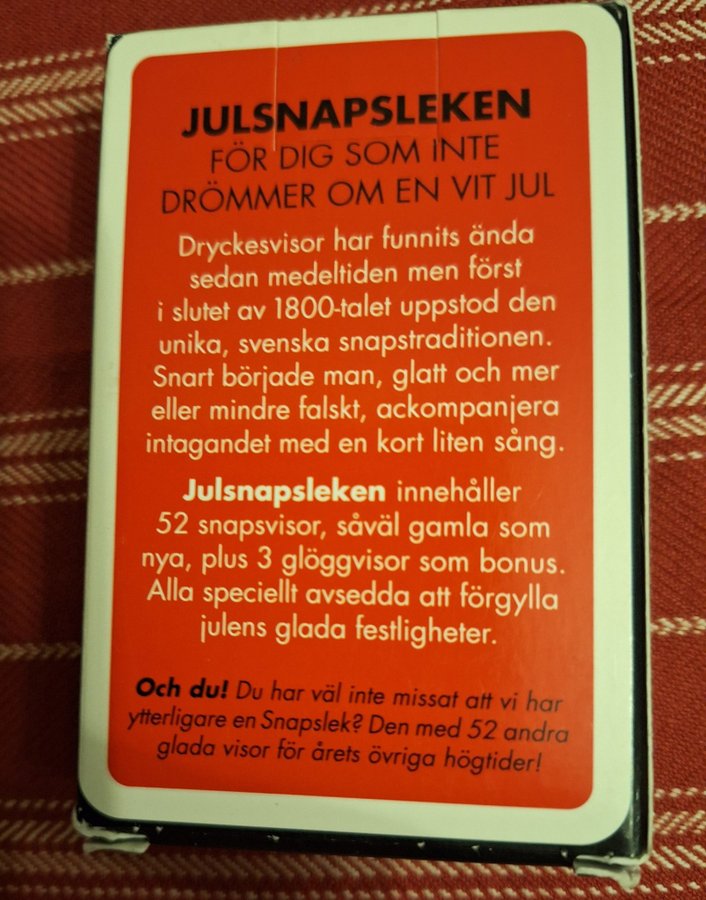 JULSNAPSLEKEN
FÖR DIG SOM INTE
DRÖMMER OM EN VIT JUL
Dryckesvisor har funnits ända
sedan medeltiden men först
i slutet av 1800-talet uppstod den
unika, svenska snapstraditionen.
Snart började man, glatt och mer
eller mindre falskt, ackompanjera
intagandet med en kort liten sång.
Julsnapsleken innehåller
52 snapsvisor, såväl gamla som
nya, plus 3 glöggvisor som bonus.
Alla speciellt avsedda att förgylla
julens glada festligheter.
Och du! Du har väl inte missat att vi har
ytterligare en Snapslek? Den med 52 andra
glada visor för årets övriga högtider!